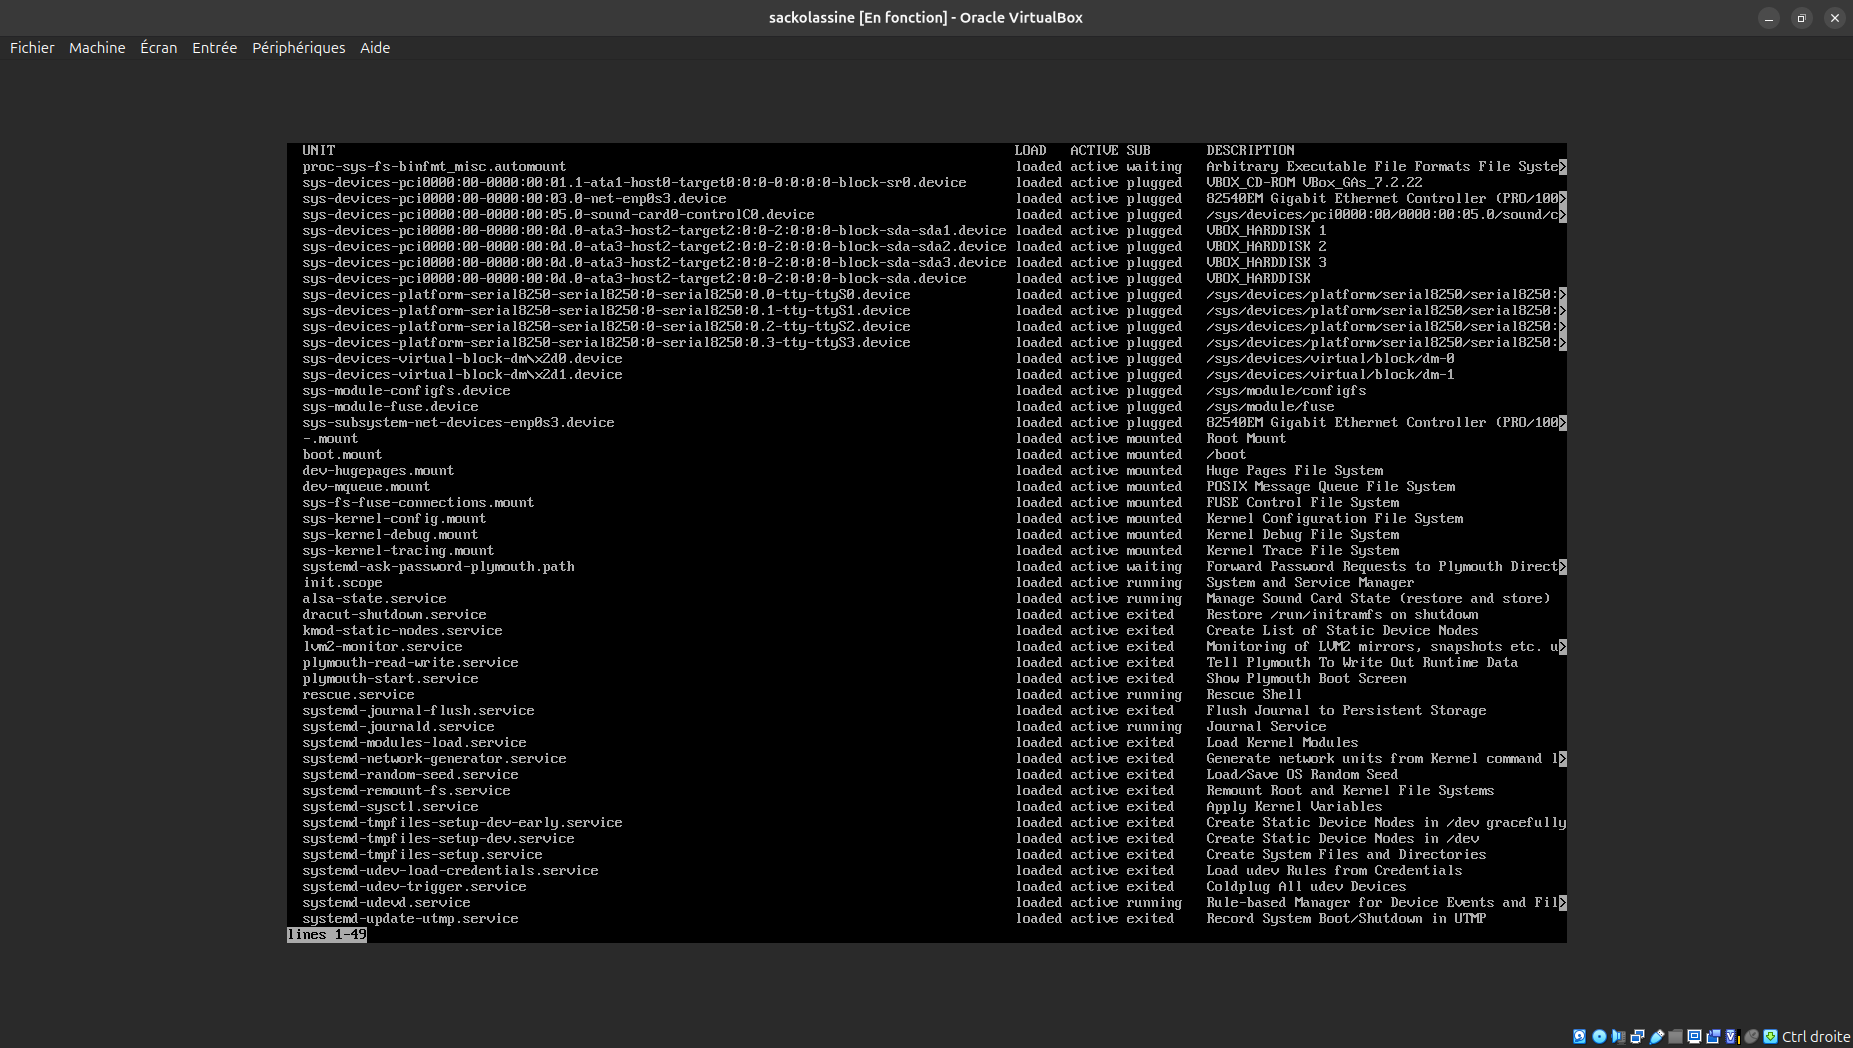 sackolassine [En fonction] - Oracle VirtualBox
Fichier Machine Écran Entrée Périphériques Aide
UNIT LOAD ACTIVE SUB DESCRIPTION
proc-sys-fs-binfmt_misc.automount loaded active waiting Arbitrary Executable File Formats File Syste>
sys-devices-pci0000:00-0000:00:01.1-ata1-host0-target0:0:0-0:0:0:0-block-sr0.device loaded active plugged VBOX_CD-ROM VBox_GAs_7.2.22
sys-devices-pci0000:00-0000:00:03.0-net-enp0s3.device loaded active plugged 82540EM Gigabit Ethernet Controller (PRO/100>
sys-devices-pci0000:00-0000:00:05.0-sound-card0-controlC0.device loaded active plugged /sys/devices/pci0000:00/0000:00:05.0/sound/c>
sys-devices-pci0000:00-0000:00:0d.0-ata3-host2-target2:0:0-2:0:0:0-block-sda-sda1.device loaded active plugged VBOX_HARDDISK 1
sys-devices-pci0000:00-0000:00:0d.0-ata3-host2-target2:0:0-2:0:0:0-block-sda-sda2.device loaded active plugged VBOX_HARDDISK 2
sys-devices-pci0000:00-0000:00:0d.0-ata3-host2-target2:0:0-2:0:0:0-block-sda-sda3.device loaded active plugged VBOX_HARDDISK 3
sys-devices-pci0000:00-0000:00:0d.0-ata3-host2-target2:0:0-2:0:0:0-block-sda.device loaded active plugged VBOX_HARDDISK
sys-devices-platform-serial8250-serial8250:0-serial8250:0.0-tty-ttyS0.device loaded active plugged /sys/devices/platform/serial8250/serial8250:>
sys-devices-platform-serial8250-serial8250:0-serial8250:0.1-tty-ttyS1.device loaded active plugged /sys/devices/platform/serial8250/serial8250:>
sys-devices-platform-serial8250-serial8250:0-serial8250:0.2-tty-ttyS2.device loaded active plugged /sys/devices/platform/serial8250/serial8250:>
sys-devices-platform-serial8250-serial8250:0-serial8250:0.3-tty-ttyS3.device loaded active plugged /sys/devices/platform/serial8250/serial8250:>
sys-devices-virtual-block-dm\x2d0.device loaded active plugged /sys/devices/virtual/block/dm-0
sys-devices-virtual-block-dm\x2d1.device loaded active plugged /sys/devices/virtual/block/dm-1
sys-module-configfs.device loaded active plugged /sys/module/configfs
sys-module-fuse.device loaded active plugged /sys/module/fuse
sys-subsystem-net-devices-enp0s3.device loaded active plugged 82540EM Gigabit Ethernet Controller (PRO/100>
-.mount loaded active mounted Root Mount
boot.mount loaded active mounted /boot
dev-hugepages.mount loaded active mounted Huge Pages File System
dev-mqueue.mount loaded active mounted POSIX Message Queue File System
sys-fs-fuse-connections.mount loaded active mounted FUSE Control File System
sys-kernel-config.mount loaded active mounted Kernel Configuration File System
sys-kernel-debug.mount loaded active mounted Kernel Debug File System
sys-kernel-tracing.mount loaded active mounted Kernel Trace File System
systemd-ask-password-plymouth.path loaded active waiting Forward Password Requests to Plymouth Direct>
init.scope loaded active running System and Service Manager
alsa-state.service loaded active running Manage Sound Card State (restore and store)
dracut-shutdown.service loaded active exited Restore /run/initramfs on shutdown
kmod-static-nodes.service loaded active exited Create List of Static Device Nodes
lvm2-monitor.service loaded active exited Monitoring of LVM2 mirrors, snapshots etc. u>
plymouth-read-write.service loaded active exited Tell Plymouth To Write Out Runtime Data
plymouth-start.service loaded active exited Show Plymouth Boot Screen
rescue.service loaded active running Rescue Shell
systemd-journal-flush.service loaded active exited Flush Journal to Persistent Storage
systemd-journald.service loaded active running Journal Service
systemd-modules-load.service loaded active exited Load Kernel Modules
systemd-network-generator.service loaded active exited Generate network units from Kernel command l>
systemd-random-seed.service loaded active exited Load/Save OS Random Seed
systemd-remount-fs.service loaded active exited Remount Root and Kernel File Systems
systemd-sysctl.service loaded active exited Apply Kernel Variables
systemd-tmpfiles-setup-dev-early.service loaded active exited Create Static Device Nodes in /dev gracefully
systemd-tmpfiles-setup-dev.service loaded active exited Create Static Device Nodes in /dev
systemd-tmpfiles-setup.service loaded active exited Create System Files and Directories
systemd-udev-load-credentials.service loaded active exited Load udev Rules from Credentials
systemd-udev-trigger.service loaded active exited Coldplug All udev Devices
systemd-udevd.service loaded active running Rule-based Manager for Device Events and Fil>
systemd-update-utmp.service loaded active exited Record System Boot/Shutdown in UTMP
lines 1-49
Ctrl droite